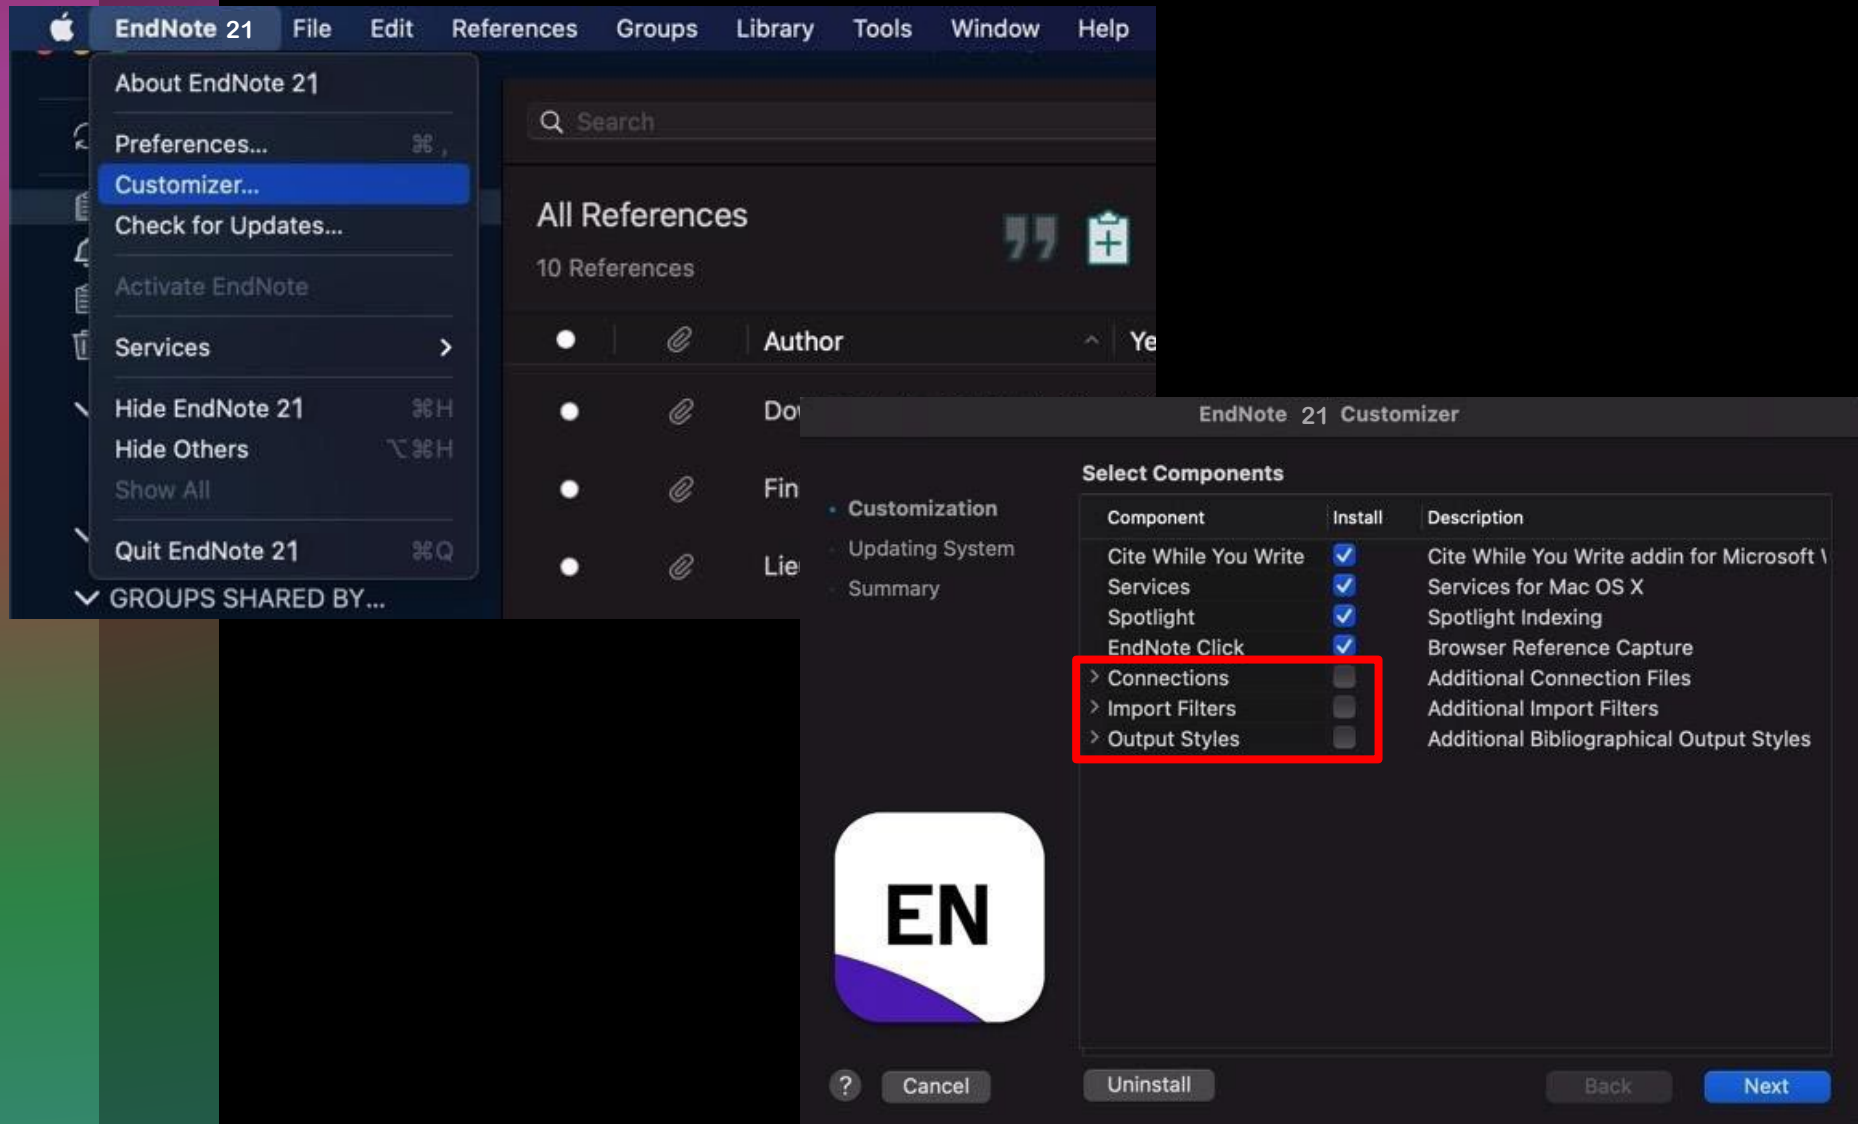 EndNote 21 File Edit References Groups Library Tools Window Help
About EndNote 21
Preferences... ⌘ ,
Customizer...
Check for Updates...
Activate EndNote
Services
Hide EndNote 21 ⌘H
Hide Others ⌥⌘H
Show All
Quit EndNote 21 ⌘Q
GROUPS SHARED BY...
Search
All References
10 References
Author
EndNote 21 Customizer
Customization
Updating System
Summary
Select Components
Component Install Description
Cite While You Write Cite While You Write addin for Microsoft
Services Services for Mac OS X
Spotlight Spotlight Indexing
EndNote Click Browser Reference Capture
Connections Additional Connection Files
Import Filters Additional Import Filters
Output Styles Additional Bibliographical Output Styles
EN
? Cancel Uninstall Back Next